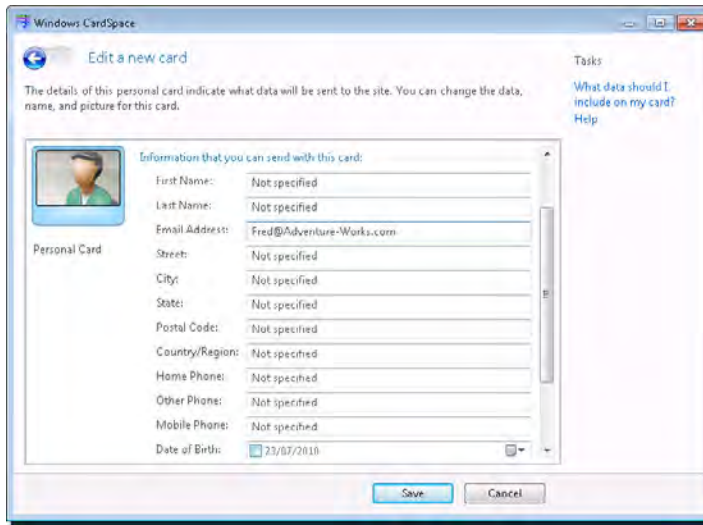 Windows CardSpace
Edit a new card
The details of this personal card indicate what data will be sent to the site. You can change the data,
name, and picture for this card.
Tasks
What data should I
include on my card?
Help
Information that you can send with this card:
Personal Card
First Name: Not specified
Last Name: Not specified
Email Address: Fred@Adventure-Works.com
Street: Not specified
City: Not specified
State: Not specified
Postal Code: Not specified
Country/Region: Not specified
Home Phone: Not specified
Other Phone: Not specified
Mobile Phone: Not specified
Date of Birth: 23/07/2010
Save Cancel